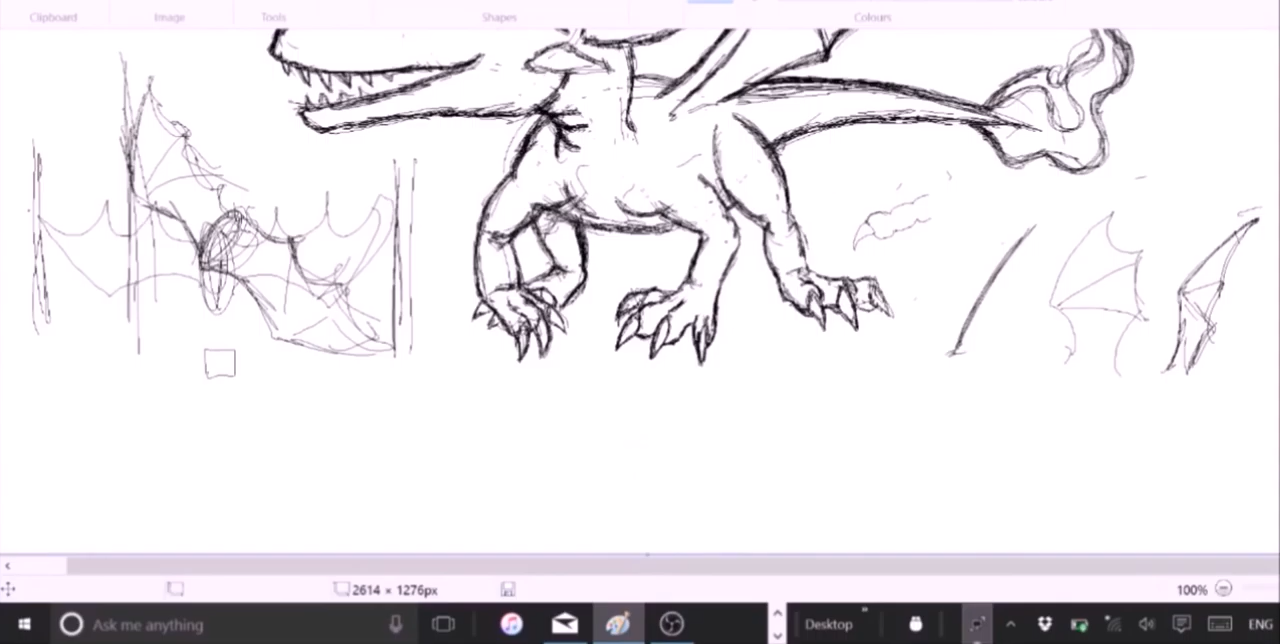 Clipboard Image Tools Shapes Colours
2614 × 1276px 100%
Ask me anything Desktop ENG